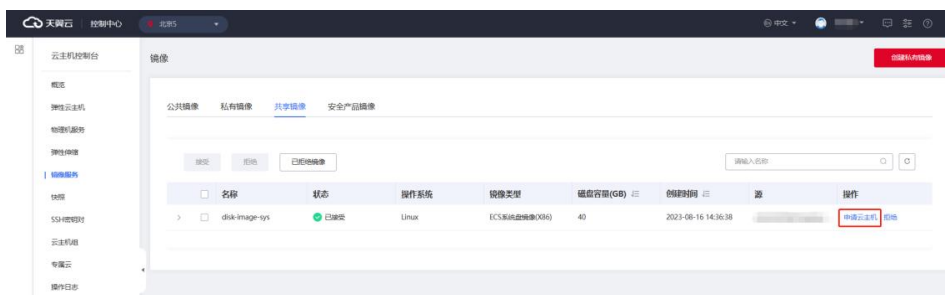 天翼云 控制中心 北京5 中文
云主机控制台
镜像 创建私有镜像
概览
弹性云主机
公共镜像 私有镜像 共享镜像 安全产品镜像
物理机服务
弹性伸缩
接受 拒绝 已拒绝镜像 请输入名称
镜像服务
名称 状态 操作系统 镜像类型 磁盘容量(GB) 创建时间 源 操作
快照
disk-image-sys 已接受 Linux ECS系统盘镜像(X86) 40 2023-08-16 14:36:38 申请云主机 拒绝
SSH密钥对
云主机组
专属云
操作日志